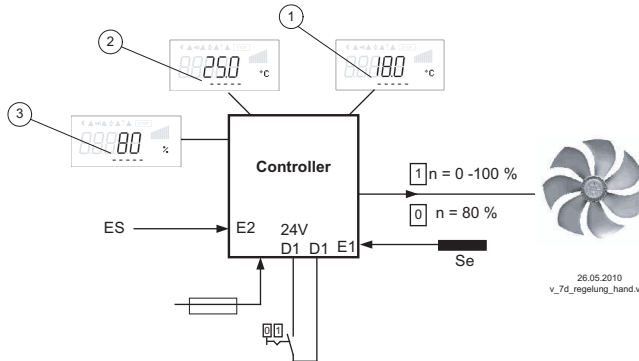 1
2
25.0
°C
18.0
°C
3
80
%
Controller
1 n = 0 -100 %
0 n = 80 %
ES
E2
24V
D1 D1 E1
Se
0 1
26.05.2010
v_7d_regelung_hand.v